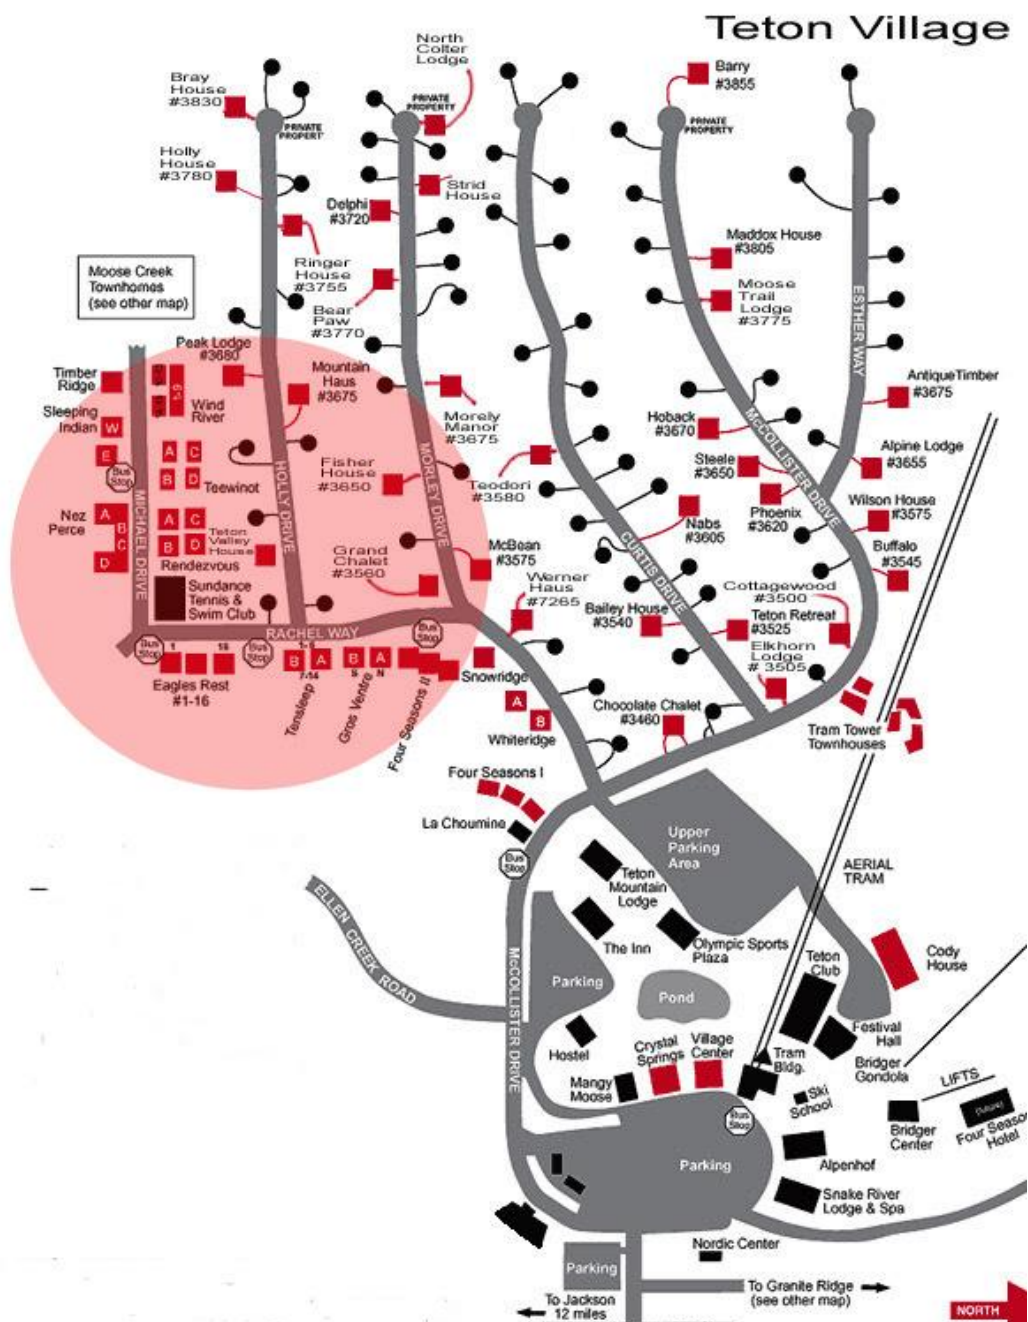 Teton Village
North
Colter
Lodge
Bray
House
#3830
PRIVATE
PROPERTY
PRIVATE
PROPERTY
Barry
#3855
PRIVATE
PROPERTY
Holly
House
#3780
Strid
House
Delphi
#3720
Ringer
House
#3755
Maddox House
#3805
Moose
Trail
Lodge
#3775
ESTHER WAY
Moose Creek
Townhomes
(see other map)
Bear
Paw
#3770
Peak Lodge
#3680
Timber
Ridge
Wind
River
Mountain
Haus
#3675
Morely
Manor
#3675
Antique Timber
#3675
Sleeping
Indian
W
E
Bus
Stop
Hoback
#3670
McCOLLISTER DRIVE
Alpine Lodge
#3655
Steele
#3650
A C
B D
Teewinot
HOLLY DRIVE
MORLEY DRIVE
Fisher
House
#3650
Teodori
#3580
Phoenix
#3620
Wilson House
#3575
Nabs
#3605
MICHAEL DRIVE
Nez
Perce
A
B
C
D
A C
B D
Teton
Valley
House
Rendezvous
Grand
Chalet
#3560
McBean
#3575
Werner
Haus
#7265
CURTIS DRIVE
Buffalo
#3545
Cottagewood
#3500
Sundance
Tennis &
Swim Club
Bailey House
#3540
Teton Retreat
#3525
Elkhorn
Lodge
# 3505
RACHEL WAY
Bus
Stop
Bus
Stop
Bus
Stop
1
Eagles Rest
#1-16
B A
7-14
Tensleep
B A
S N
Gros Ventre
Four Seasons II
Snowridge
A
B
Whiteridge
Chocolate Chalet
#3460
Tram Tower
Townhouses
Four Seasons I
La Choumine
Bus
Stop
Upper
Parking
Area
AERIAL
TRAM
Teton
Mountain
Lodge
ELLEN CREEK ROAD
The Inn
Olympic Sports
Plaza
Teton
Club
Cody
House
Parking
Pond
McCOLLISTER DRIVE
Festival
Hall
Hostel
Crystal
Springs
Village
Center
Tram
Bldg.
Bridger
Gondola
LIFTS
Mangy
Moose
Ski
School
Bus
Stop
Bridger
Center
(future)
Four Season
Hotel
Parking
Alpenhof
Snake River
Lodge & Spa
Nordic Center
Parking
To Jackson
12 miles
To Granite Ridge
(see other map)
NORTH